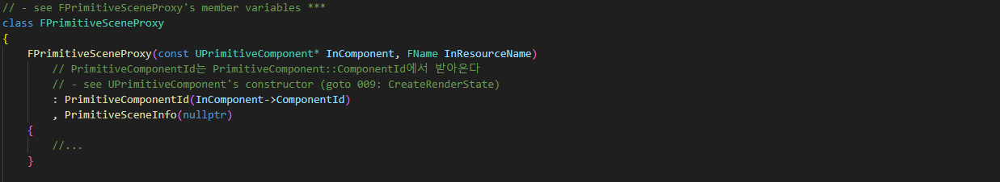 // - see FPrimitiveSceneProxy's member variables ***
class FPrimitiveSceneProxy
{
FPrimitiveSceneProxy(const UPrimitiveComponent* InComponent, FName InResourceName)
// PrimitiveComponentId는 PrimitiveComponent::ComponentId에서 받아온다
// - see UPrimitiveComponent's constructor (goto 009: CreateRenderState)
: PrimitiveComponentId(InComponent->ComponentId)
, PrimitiveSceneInfo(nullptr)
{
//...
}